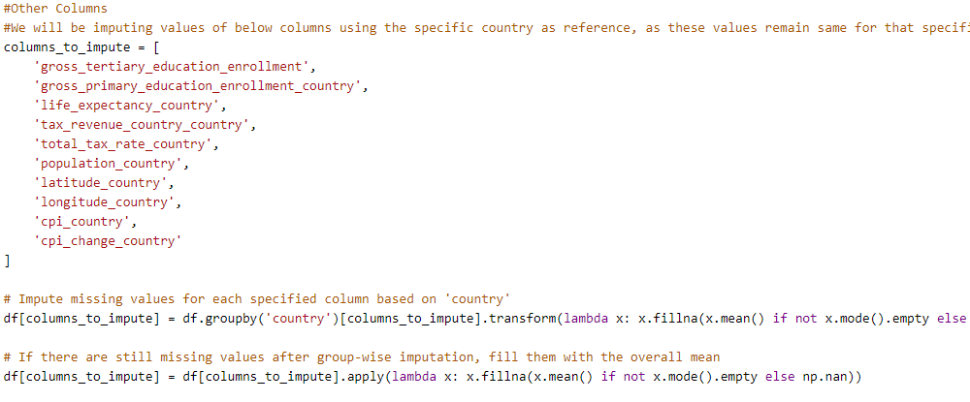 #Other Columns
#We will be imputing values of below columns using the specific country as reference, as these values remain same for that specifi
columns_to_impute = [
    'gross_tertiary_education_enrollment',
    'gross_primary_education_enrollment_country',
    'life_expectancy_country',
    'tax_revenue_country_country',
    'total_tax_rate_country',
    'population_country',
    'latitude_country',
    'longitude_country',
    'cpi_country',
    'cpi_change_country'
]
# Impute missing values for each specified column based on 'country'
df[columns_to_impute] = df.groupby('country')[columns_to_impute].transform(lambda x: x.fillna(x.mean() if not x.mode().empty else
# If there are still missing values after group-wise imputation, fill them with the overall mean
df[columns_to_impute] = df[columns_to_impute].apply(lambda x: x.fillna(x.mean() if not x.mode().empty else np.nan))